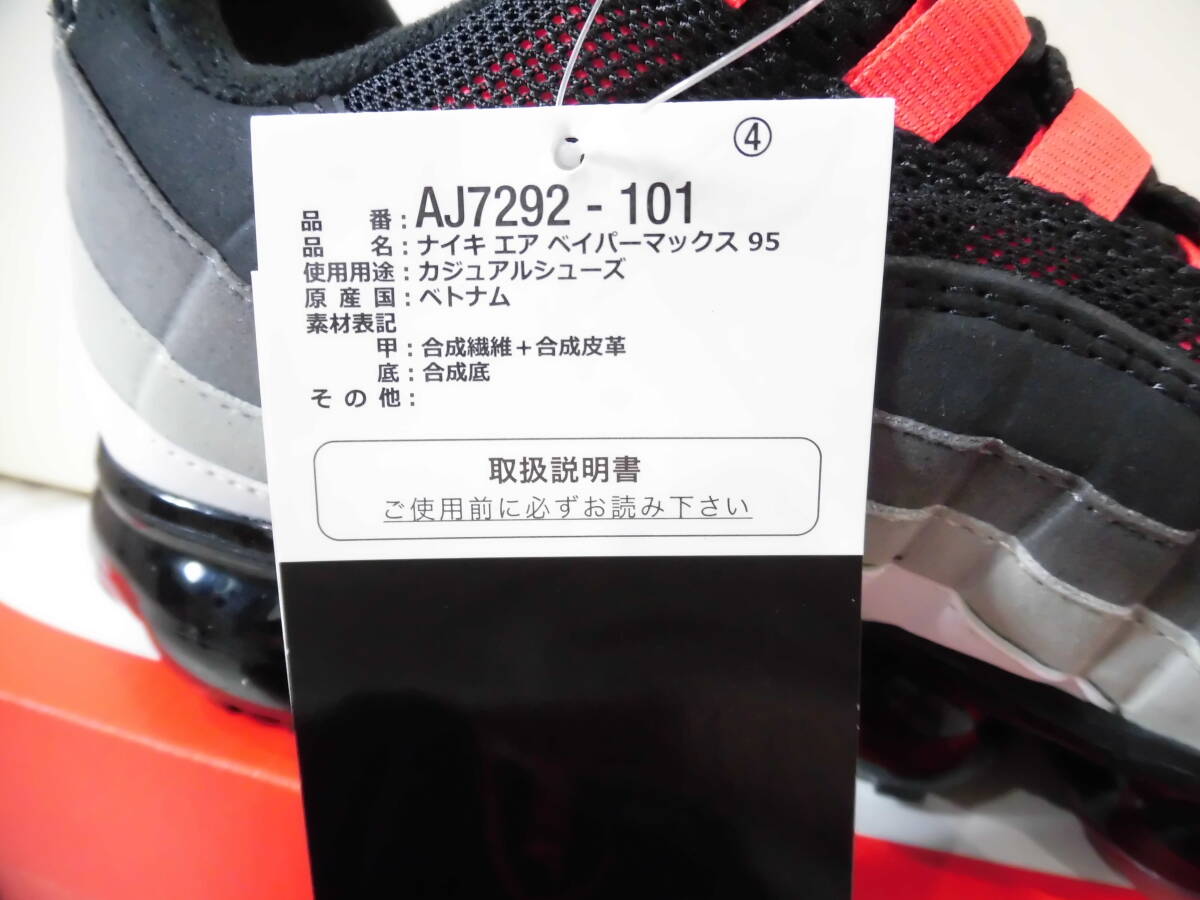 ④
品番：AJ7292 - 101
品名：ナイキ エア ベイパーマックス 95
使用用途：カジュアルシューズ
原産国：ベトナム
素材表記
甲：合成繊維＋合成皮革
底：合成底
その他：
取扱説明書
ご使用前に必ずお読み下さい